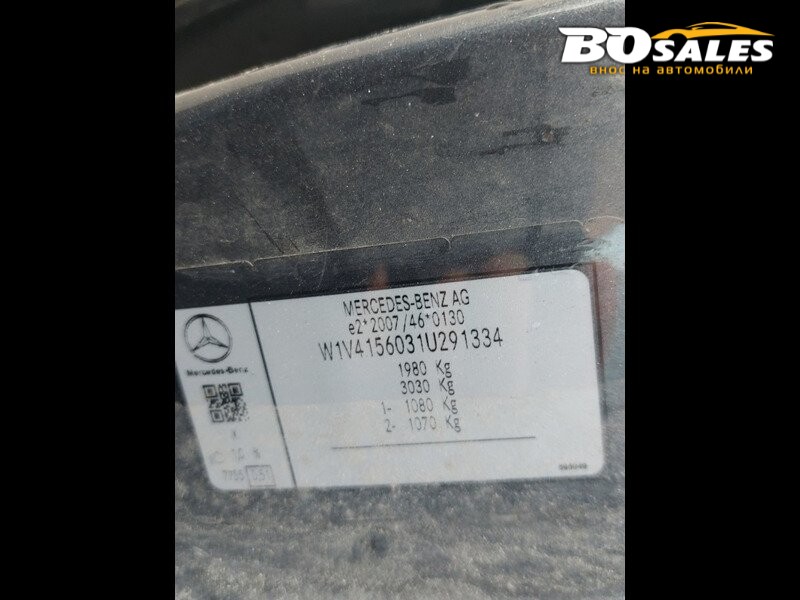 BOSALES
внос на автомобили
MERCEDES-BENZ AG
e2*2007/46*0130
W1V4156031U291334
1980 Kg
3030 Kg
1- 1080 Kg
2- 1070 Kg
Mercedes-Benz